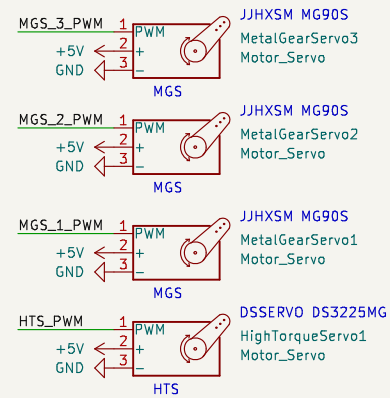 JJHXSM MG90S
MGS_3_PWM 1 PWM MetalGearServo3
+5V 2 + Motor_Servo
GND 3 −
MGS
JJHXSM MG90S
MGS_2_PWM 1 PWM MetalGearServo2
+5V 2 + Motor_Servo
GND 3 −
MGS
JJHXSM MG90S
MGS_1_PWM 1 PWM MetalGearServo1
+5V 2 + Motor_Servo
GND 3 −
MGS
DSSERVO DS3225MG
HTS_PWM 1 PWM HighTorqueServo1
+5V 2 + Motor_Servo
GND 3 −
HTS